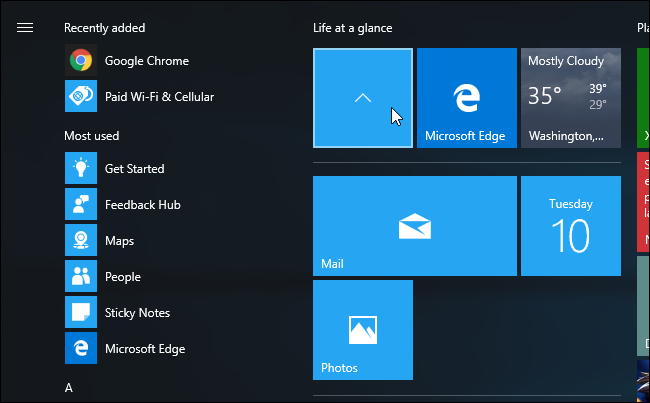 Recently added
Google Chrome
Paid Wi-Fi & Cellular
Most used
Get Started
Feedback Hub
Maps
People
Sticky Notes
Microsoft Edge
A
Life at a glance
Microsoft Edge
Mostly Cloudy
35° 39°
29°
Washington,...
Mail
Tuesday
10
Photos
Pla